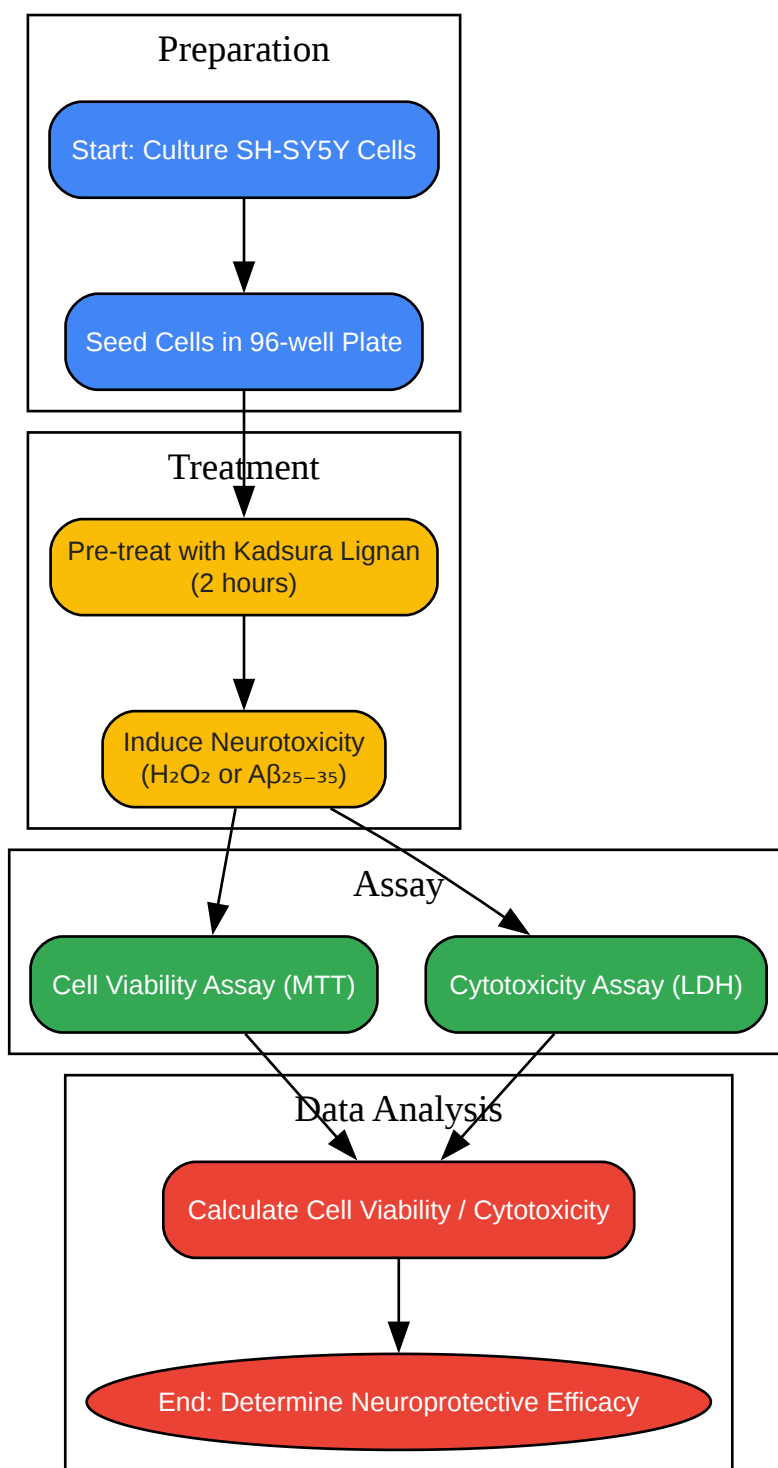 Preparation
Start: Culture SH-SY5Y Cells
Seed Cells in 96-well Plate
Treatment
Pre-treat with Kadsura Lignan
(2 hours)
Induce Neurotoxicity
(H₂O₂ or Aβ₂₅₋₃₅)
Assay
Cell Viability Assay (MTT)
Cytotoxicity Assay (LDH)
Data Analysis
Calculate Cell Viability / Cytotoxicity
End: Determine Neuroprotective Efficacy